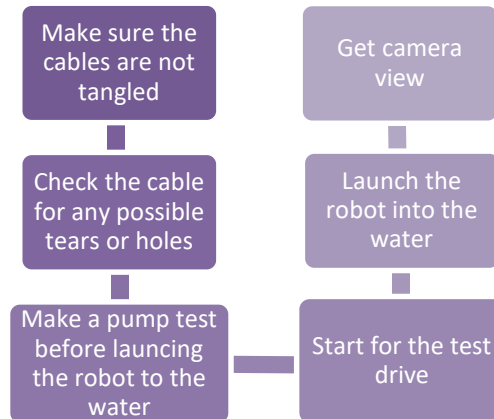 Make sure the
cables are not
tangled
Check the cable
for any possible
tears or holes
Make a pump test
before launcing
the robot to the
water
Start for the test
drive
Launch the
robot into the
water
Get camera
view